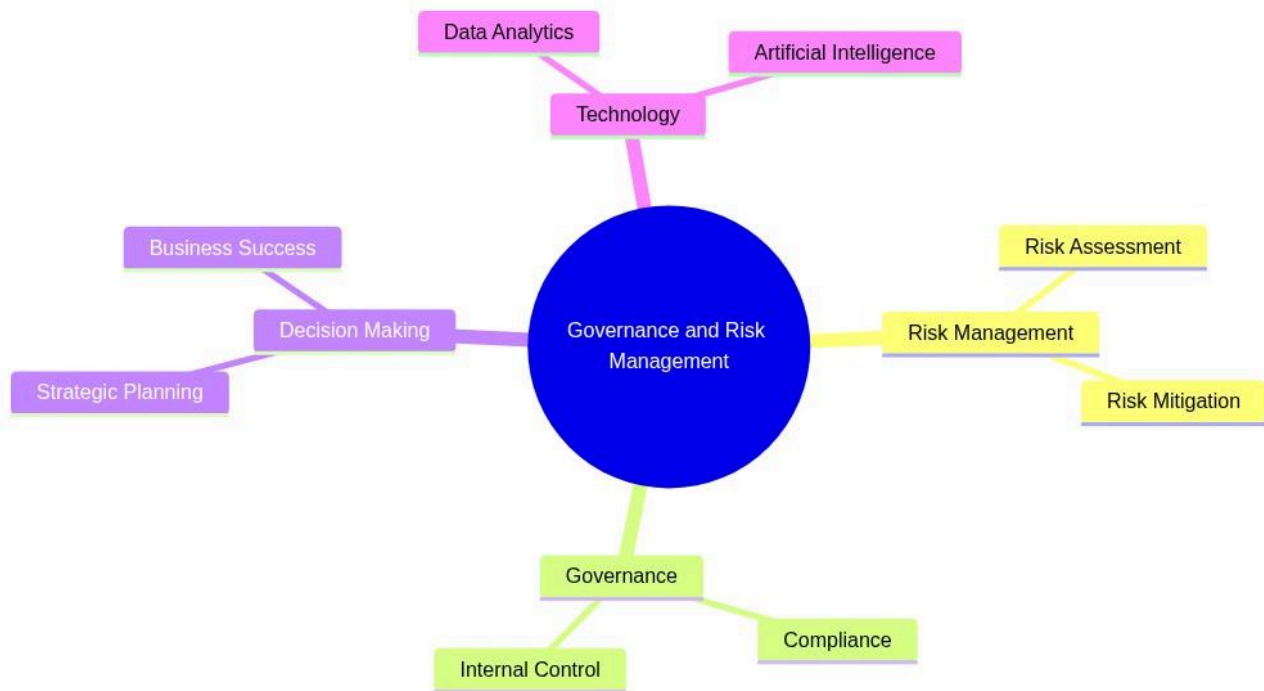 Data Analytics
Artificial Intelligence
Technology
Business Success
Risk Assessment
Decision Making
Governance and Risk
Management
Risk Management
Strategic Planning
Risk Mitigation
Governance
Compliance
Internal Control